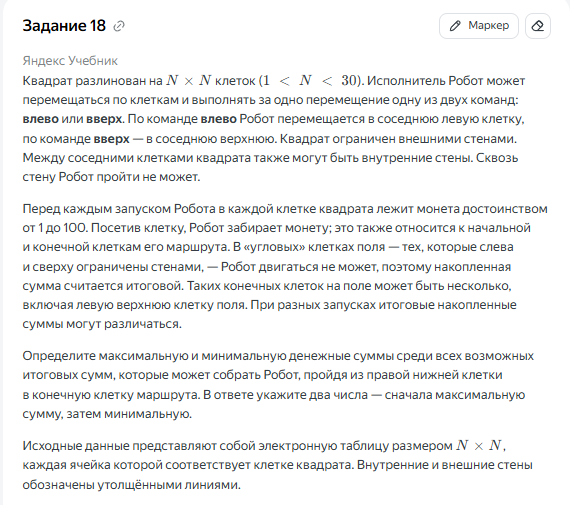 Задание 18
Маркер
Яндекс Учебник
Квадрат разлинован на N × N клеток (1 < N < 30). Исполнитель Робот может
перемещаться по клеткам и выполнять за одно перемещение одну из двух команд:
влево или вверх. По команде влево Робот перемещается в соседнюю левую клетку,
по команде вверх — в соседнюю верхнюю. Квадрат ограничен внешними стенами.
Между соседними клетками квадрата также могут быть внутренние стены. Сквозь
стену Робот пройти не может.
Перед каждым запуском Робота в каждой клетке квадрата лежит монета достоинством
от 1 до 100. Посетив клетку, Робот забирает монету; это также относится к начальной
и конечной клеткам его маршрута. В «угловых» клетках поля — тех, которые слева
и сверху ограничены стенами, — Робот двигаться не может, поэтому накопленная
сумма считается итоговой. Таких конечных клеток на поле может быть несколько,
включая левую верхнюю клетку поля. При разных запусках итоговые накопленные
суммы могут различаться.
Определите максимальную и минимальную денежные суммы среди всех возможных
итоговых сумм, которые может собрать Робот, пройдя из правой нижней клетки
в конечную клетку маршрута. В ответе укажите два числа — сначала максимальную
сумму, затем минимальную.
Исходные данные представляют собой электронную таблицу размером N × N,
каждая ячейка которой соответствует клетке квадрата. Внутренние и внешние стены
обозначены утолщёнными линиями.